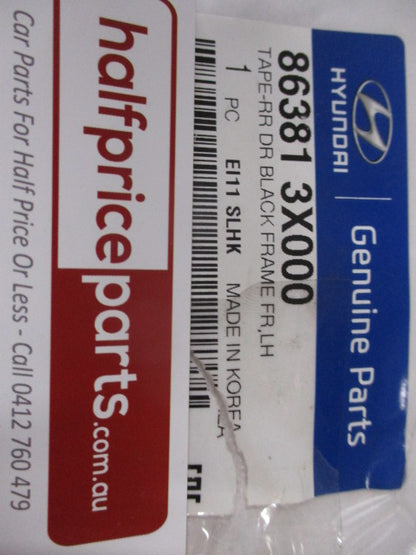 HYUNDAI
Genuine Parts
86381 3X000
TAPE-RR DR BLACK FRAME FR,LH
1 PC EI11 SLHK MADE IN KOREA
halfpriceparts.com.au
Car Parts For Half Price Or Less - Call 0412 760 479